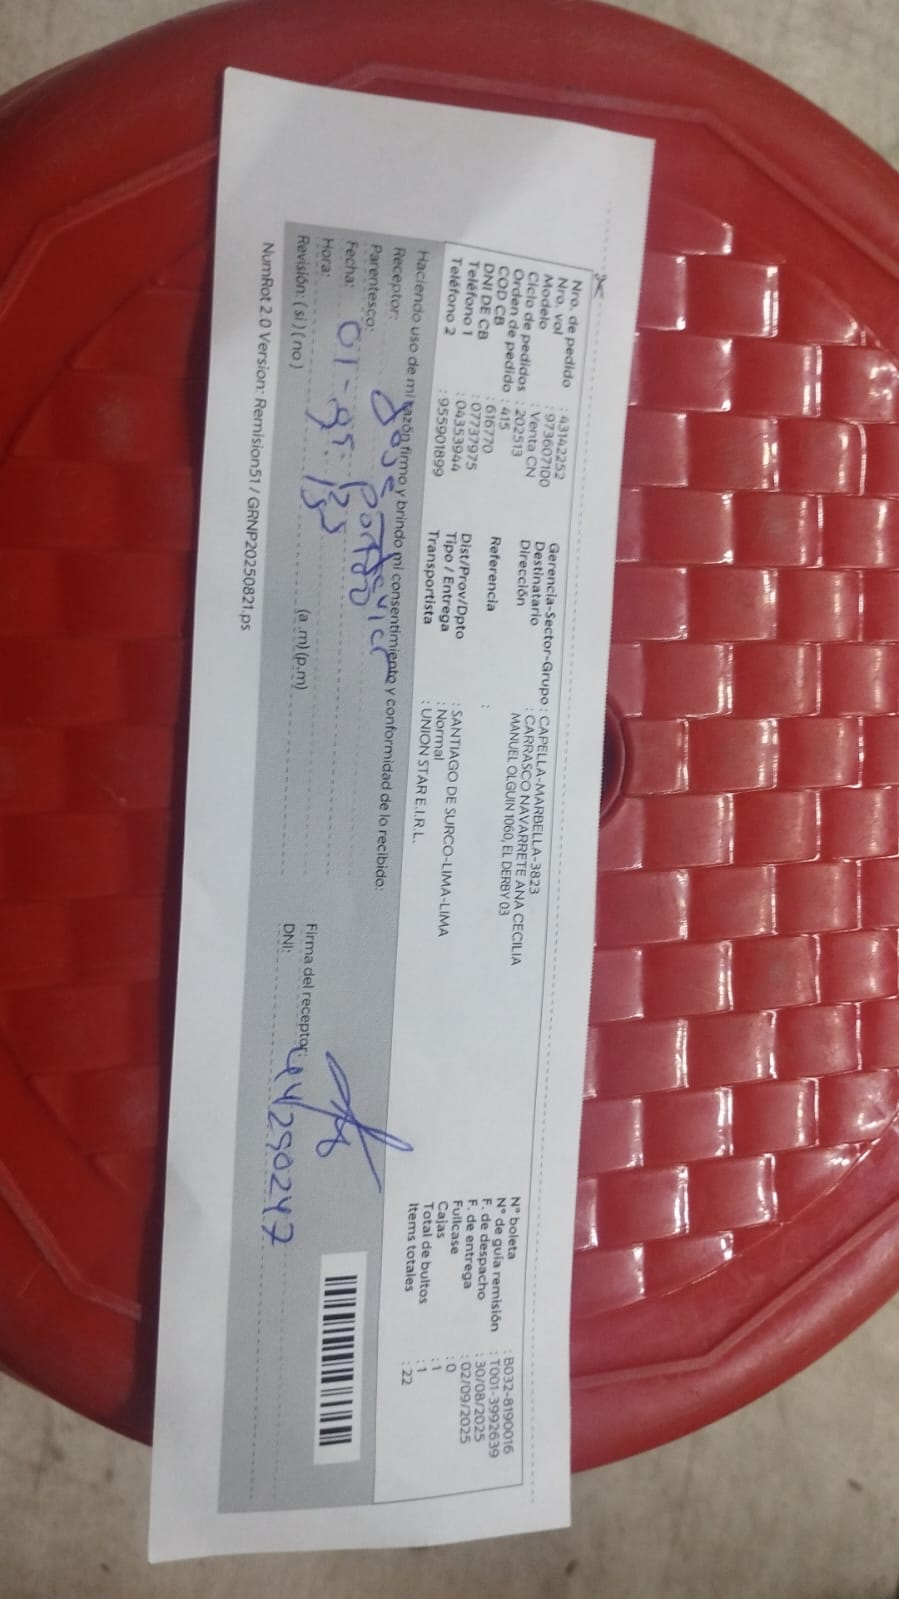 Nro. de pedido : 43142252
Nro. vol : 973607100
Modelo : Venta CN
Ciclo de pedidos : 202513
Orden de pedido : 415
COD CB : 616770
DNI DE CB : 07737975
Teléfono 1 : 04353944
Teléfono 2 : 955901899
Gerencia-Sector-Grupo : CAPELLA-MARBELLA-3823
Destinatario : CARRASCO NAVARRETE ANA CECILIA
Dirección MANUEL OLGUIN 1060, EL DERBY 03
Referencia :
Dist/Prov/Dpto : SANTIAGO DE SURCO-LIMA-LIMA
Tipo / Entrega : Normal
Transportista : UNION STAR E.I.R.L.
N° boleta : B032-8190016
N° de guía remisión : T001-3992639
F. de despacho : 30/08/2025
F. de entrega : 02/09/2025
Fullcase : 0
Cajas : 1
Total de bultos : 1
Items totales : 22
Haciendo uso de mi razón firmo y brindo mi consentimiento y conformidad de lo recibido:
Receptor: Jose
Parentesco:
Fecha: 01-
Hora: (a .m) (p.m)
Revisión: ( si ) ( no )
Firma del receptor:
DNI: 44290247
NumRot 2.0 Version: Remision51 / GRNP20250821.ps